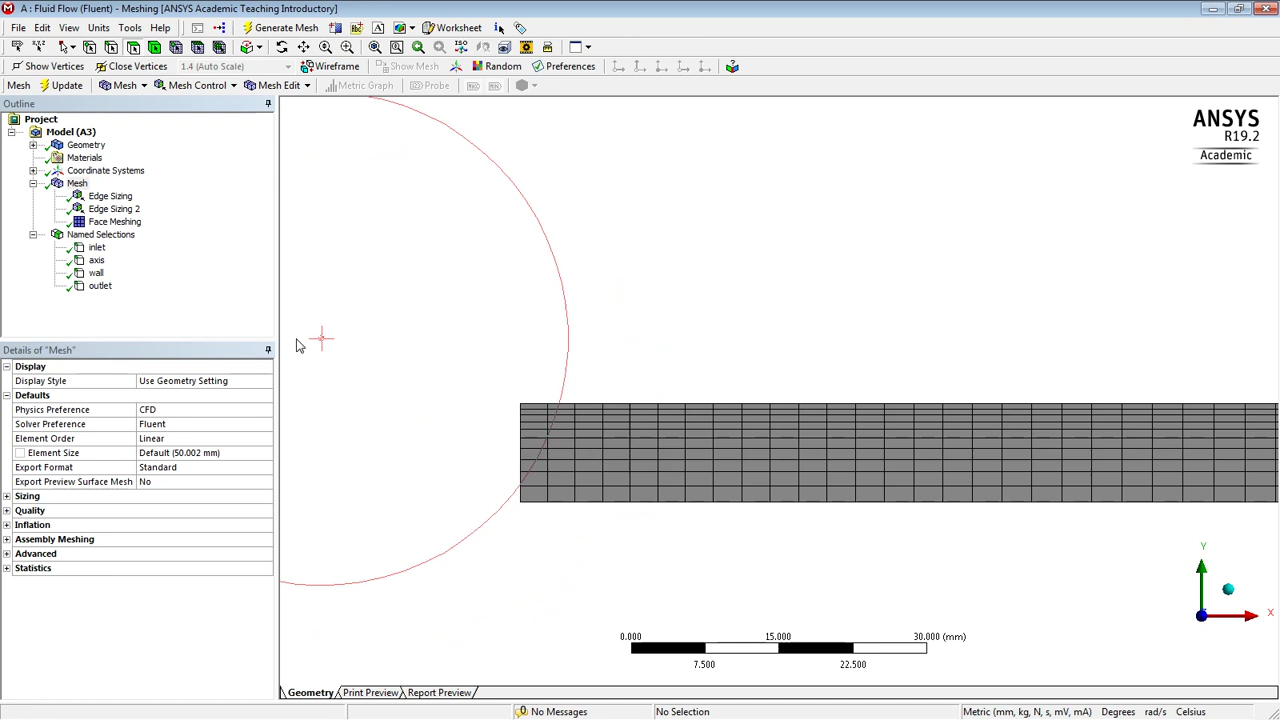 A : Fluid Flow (Fluent) - Meshing [ANSYS Academic Teaching Introductory]
File Edit View Units Tools Help Generate Mesh Worksheet
Show Vertices Close Vertices 1.4 (Auto Scale) Wireframe Show Mesh Random Preferences
Mesh Update Mesh Mesh Control Mesh Edit Metric Graph Probe
Outline
Project
Model (A3)
Geometry
Materials
Coordinate Systems
Mesh
Edge Sizing
Edge Sizing 2
Face Meshing
Named Selections
inlet
axis
wall
outlet
Details of "Mesh"
Display
Display Style Use Geometry Setting
Defaults
Physics Preference CFD
Solver Preference Fluent
Element Order Linear
Element Size Default (50.002 mm)
Export Format Standard
Export Preview Surface Mesh No
Sizing
Quality
Inflation
Assembly Meshing
Advanced
Statistics
ANSYS
R19.2
Academic
Y
X
0.000 15.000 30.000 (mm)
7.500 22.500
Geometry Print Preview Report Preview
No Messages No Selection Metric (mm, kg, N, s, mV, mA) Degrees rad/s Celsius